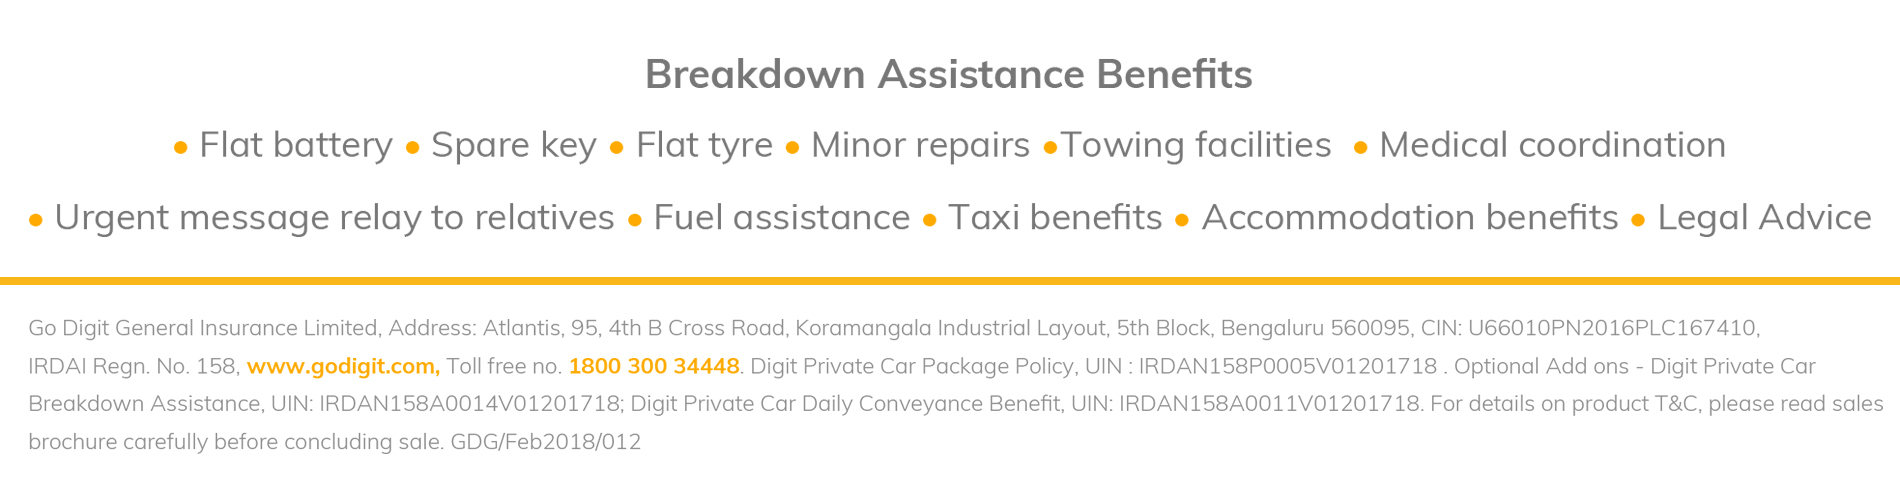 Breakdown Assistance Benefits
• Flat battery • Spare key • Flat tyre • Minor repairs •Towing facilities • Medical coordination
• Urgent message relay to relatives • Fuel assistance • Taxi benefits • Accommodation benefits • Legal Advice
Go Digit General Insurance Limited, Address: Atlantis, 95, 4th B Cross Road, Koramangala Industrial Layout, 5th Block, Bengaluru 560095, CIN: U66010PN2016PLC167410,
IRDAI Regn. No. 158, www.godigit.com, Toll free no. 1800 300 34448. Digit Private Car Package Policy, UIN : IRDAN158P0005V01201718 . Optional Add ons - Digit Private Car
Breakdown Assistance, UIN: IRDAN158A0014V01201718; Digit Private Car Daily Conveyance Benefit, UIN: IRDAN158A0011V01201718. For details on product T&C, please read sales
brochure carefully before concluding sale. GDG/Feb2018/012